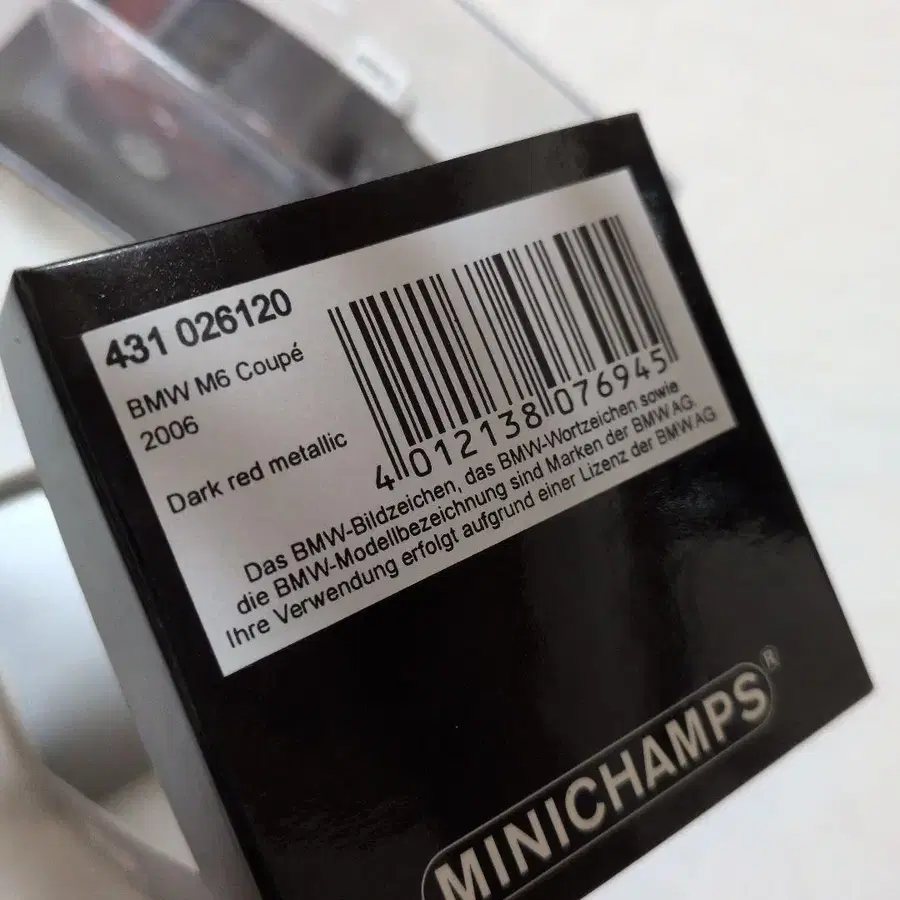 431 026120
BMW M6 Coupé
2006
Dark red metallic
4 012138 076945
Das BMW-Bildzeichen, das BMW-Wortzeichen sowie
die BMW-Modellbezeichnung sind Marken der BMW AG.
Ihre Verwendung erfolgt aufgrund einer Lizenz der BMW AG
MINICHAMPS®